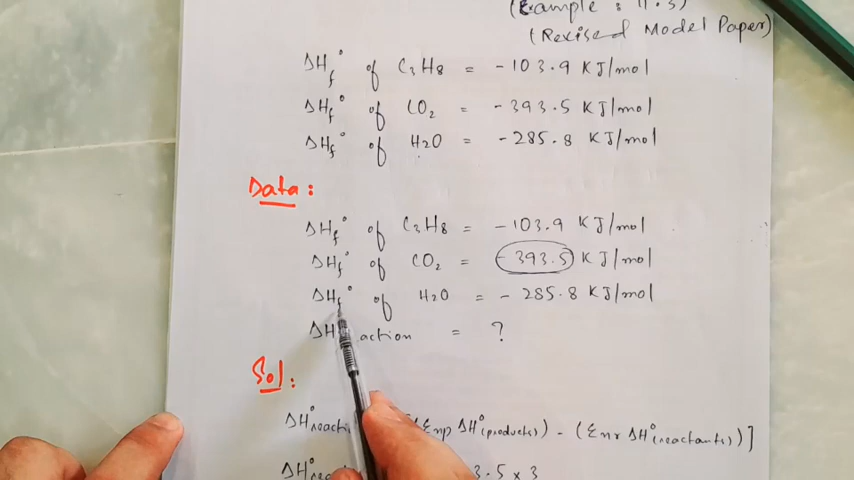 (Example : 11.3)
(Revised Model Paper)
ΔHf° of C3H8 = -103.9 KJ/mol
ΔHf° of CO2 = -393.5 KJ/mol
ΔHf° of H2O = -285.8 KJ/mol
Data:
ΔHf° of C3H8 = -103.9 KJ/mol
ΔHf° of CO2 = -393.5 KJ/mol
ΔHf° of H2O = -285.8 KJ/mol
ΔH action = ?
Sol:
ΔH°reacti (Σnp ΔH°(products) - (Σnr ΔH°(reactants)]
ΔH°reac 3.5 x 3